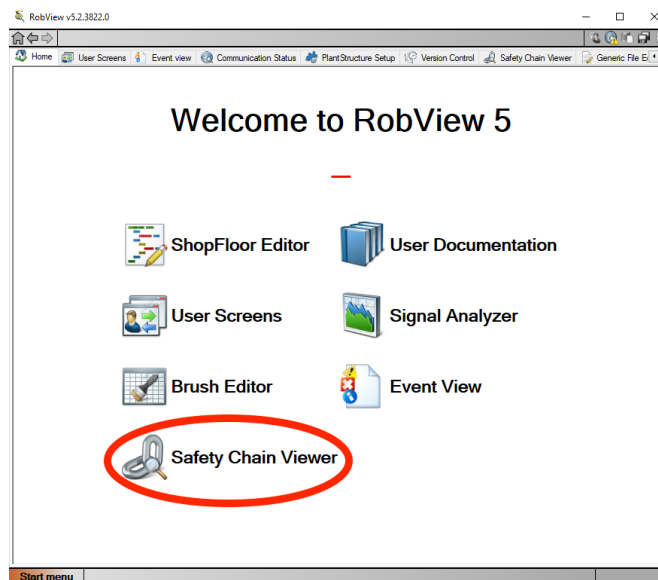 RobView v5.2.3822.0
Home User Screens Event view Communication Status PlantStructure Setup Version Control Safety Chain Viewer Generic File
Welcome to RobView 5
ShopFloor Editor User Documentation
User Screens Signal Analyzer
Brush Editor Event View
Safety Chain Viewer
Start menu